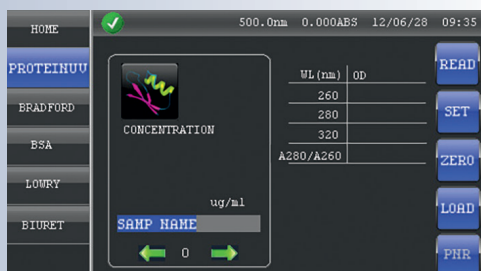 500.0nm 0.000ABS 12/06/28 09:35
HOME
PROTEINUV
BRADFORD
BSA
LOWRY
BIURET
CONCENTRATION
ug/ml
SAMP NAME
0
WL(nm) OD
260
280
320
A280/A260
READ
SET
ZERO
LOAD
PNR